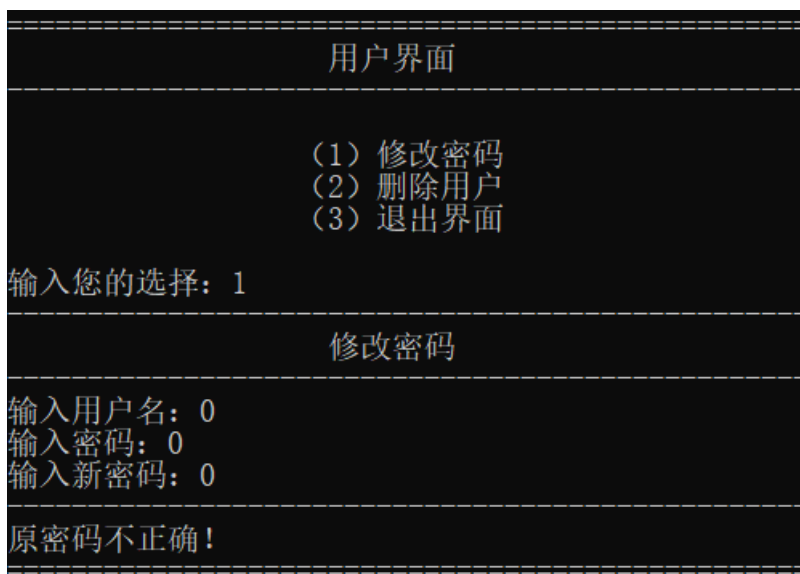 用户界面
（1）修改密码
（2）删除用户
（3）退出界面
输入您的选择：1
修改密码
输入用户名：0
输入密码：0
输入新密码：0
原密码不正确！